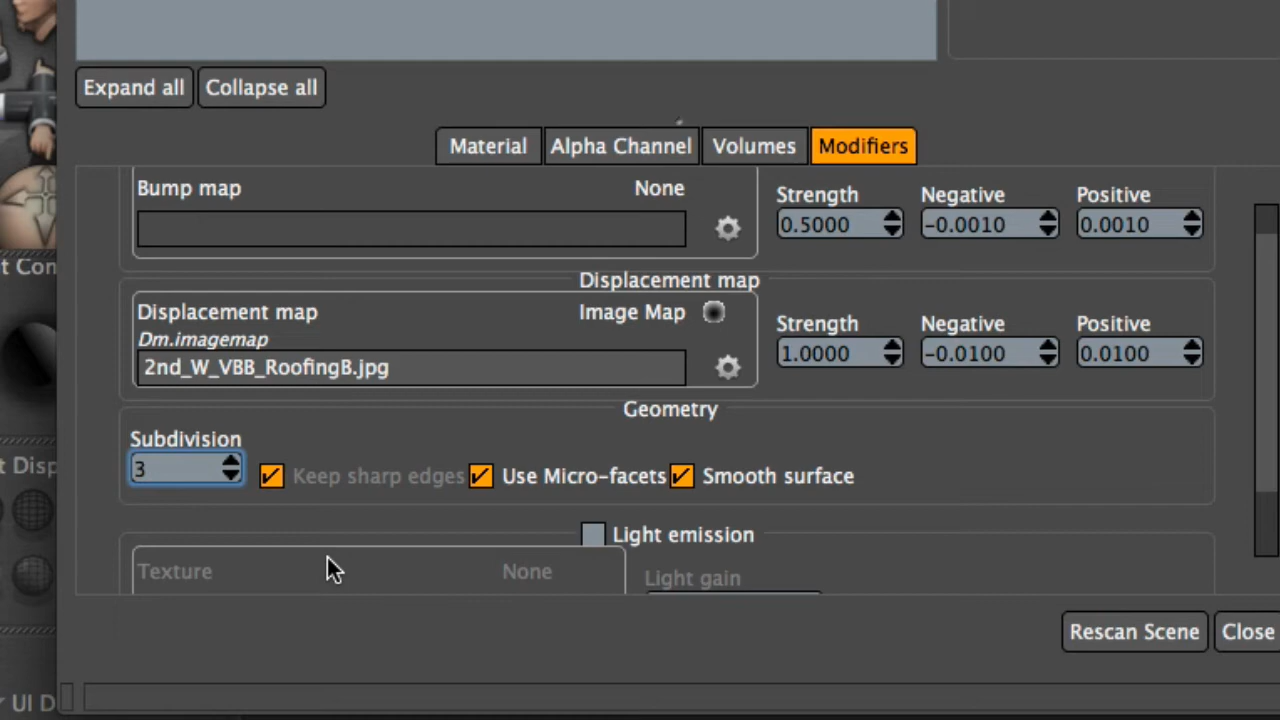 Expand all Collapse all
Material Alpha Channel Volumes Modifiers
Bump map None
Strength Negative Positive
0.5000 -0.0010 0.0010
Displacement map
Displacement map Image Map
Dm.imagemap
2nd_W_VBB_RoofingB.jpg
Strength Negative Positive
1.0000 -0.0100 0.0100
Geometry
Subdivision
3
Keep sharp edges Use Micro-facets Smooth surface
Light emission
Texture None
Light gain
Rescan Scene Close
t Con
t Disp
UI D